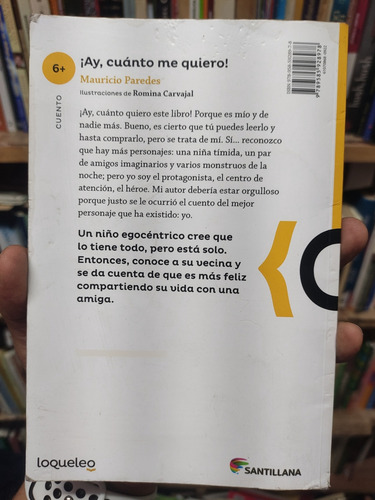 6+
CUENTO
¡Ay, cuánto me quiero!
Mauricio Paredes
Ilustraciones de Romina Carvajal
¡Ay, cuánto quiero este libro! Porque es mío y de
nadie más. Bueno, es cierto que tú puedes leerlo y
hasta comprarlo, pero se trata de mí. Sí... reconozco
que hay más personajes: una niña tímida, un par
de amigos imaginarios y varios monstruos de la
noche; pero yo soy el protagonista, el centro de
atención, el héroe. Mi autor debería estar orgulloso
porque justo se le ocurrió el cuento del mejor
personaje que ha existido: yo.
Un niño egocéntrico cree que
lo tiene todo, pero está solo.
Entonces, conoce a su vecina y
se da cuenta de que es más feliz
compartiendo su vida con una
amiga.
loqueleo
SANTILLANA